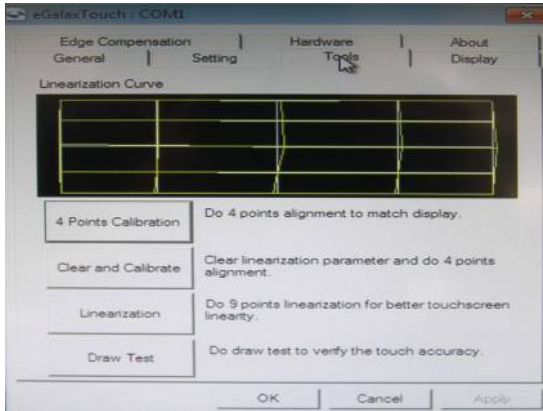 eGalaxTouch : COM1
Edge Compensation Hardware About
General Setting Tools Display
Linearization Curve
4 Points Calibration Do 4 points alignment to match display.
Clear and Calibrate Clear linearization parameter and do 4 points
alignment.
Linearization Do 9 points linearization for better touchscreen
linearity.
Draw Test Do draw test to verify the touch accuracy.
OK Cancel Apply